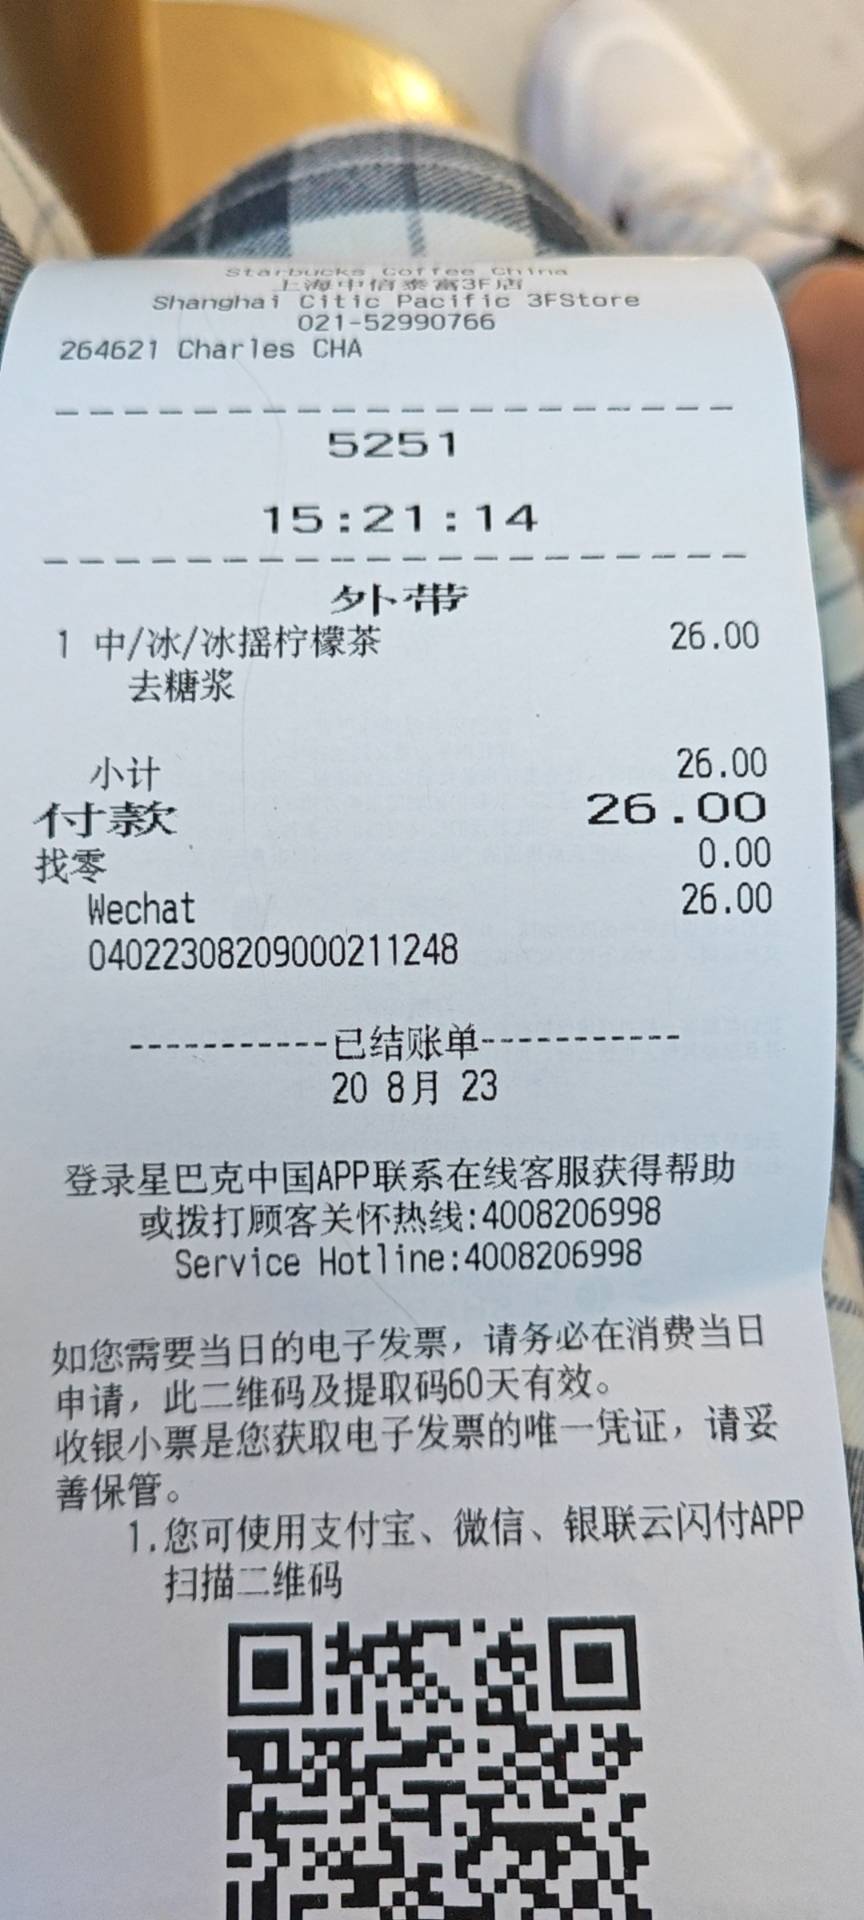 Starbucks Coffee China
上海中信泰富3F店
Shanghai Citic Pacific 3FStore
021-52990766
264621 Charles CHA
5251
15:21:14
外带
1 中/冰/冰摇柠檬茶 26.00
去糖浆
小计 26.00
付款 26.00
找零 0.00
Wechat 26.00
04022308209000211248
-----------已结账单-----------
20 8月 23
登录星巴克中国APP联系在线客服获得帮助
或拨打顾客关怀热线:4008206998
Service Hotline:4008206998
如您需要当日的电子发票，请务必在消费当日
申请，此二维码及提取码60天有效。
收银小票是您获取电子发票的唯一凭证，请妥
善保管。
1.您可使用支付宝、微信、银联云闪付APP
扫描二维码